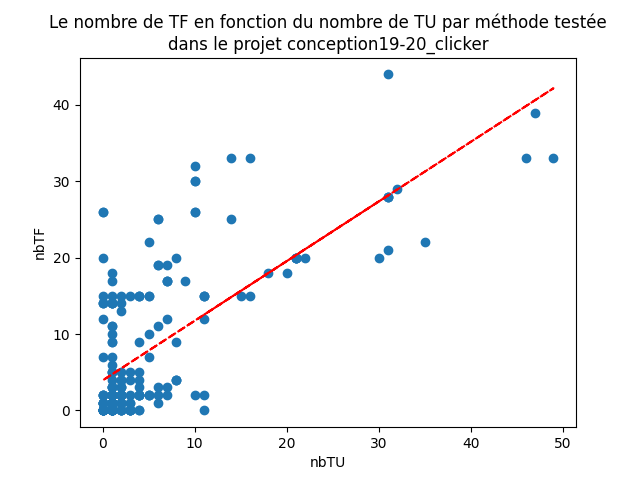 Le nombre de TF en fonction du nombre de TU par méthode testée
dans le projet conception19-20_clicker
40
30
20
10
0
nbTF
0 10 20 30 40 50
nbTU